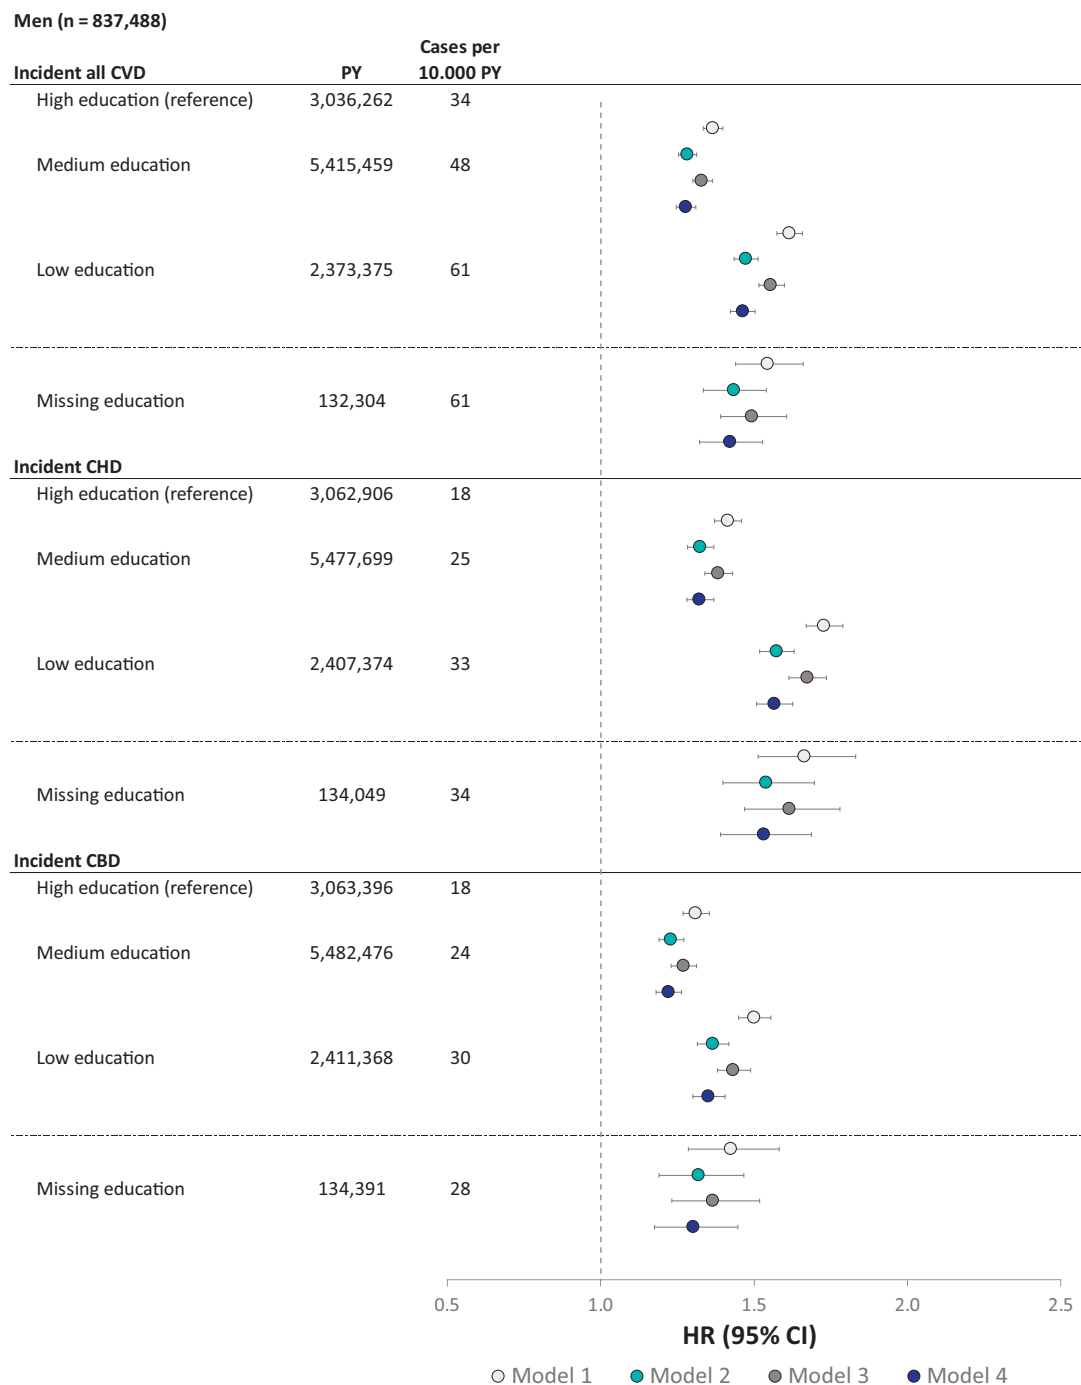 Men (n = 837,488)
Cases per
Incident all CVD PY 10.000 PY
High education (reference) 3,036,262 34
Medium education 5,415,459 48
Low education 2,373,375 61
Missing education 132,304 61
Incident CHD
High education (reference) 3,062,906 18
Medium education 5,477,699 25
Low education 2,407,374 33
Missing education 134,049 34
Incident CBD
High education (reference) 3,063,396 18
Medium education 5,482,476 24
Low education 2,411,368 30
Missing education 134,391 28
0.5 1.0 1.5 2.0 2.5
HR (95% CI)
Model 1 Model 2 Model 3 Model 4